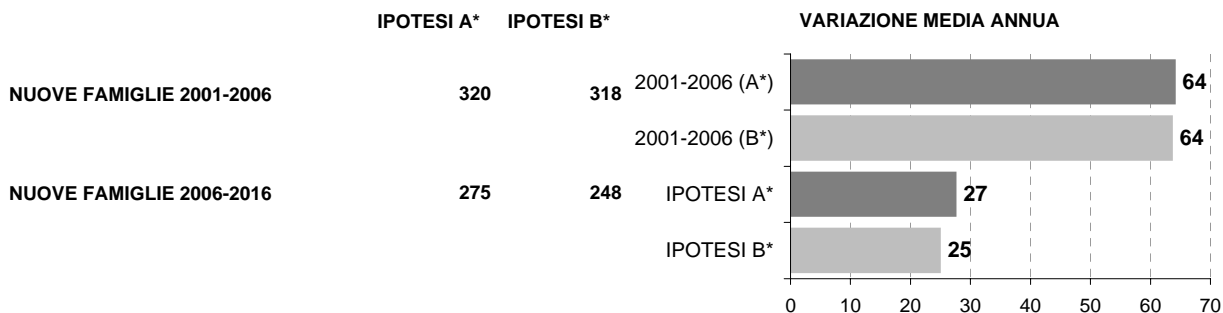 IPOTESI A* IPOTESI B* VARIAZIONE MEDIA ANNUA
2001-2006 (A*) 64
NUOVE FAMIGLIE 2001-2006 320 318
2001-2006 (B*) 64
NUOVE FAMIGLIE 2006-2016 275 248 IPOTESI A* 27
IPOTESI B* 25
0 10 20 30 40 50 60 70